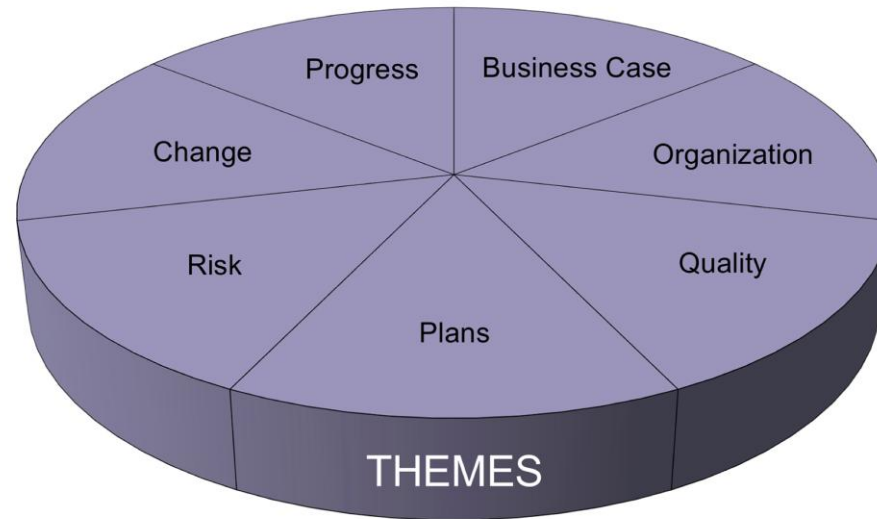 Progress
Business Case
Change
Organization
Risk
Quality
Plans
THEMES